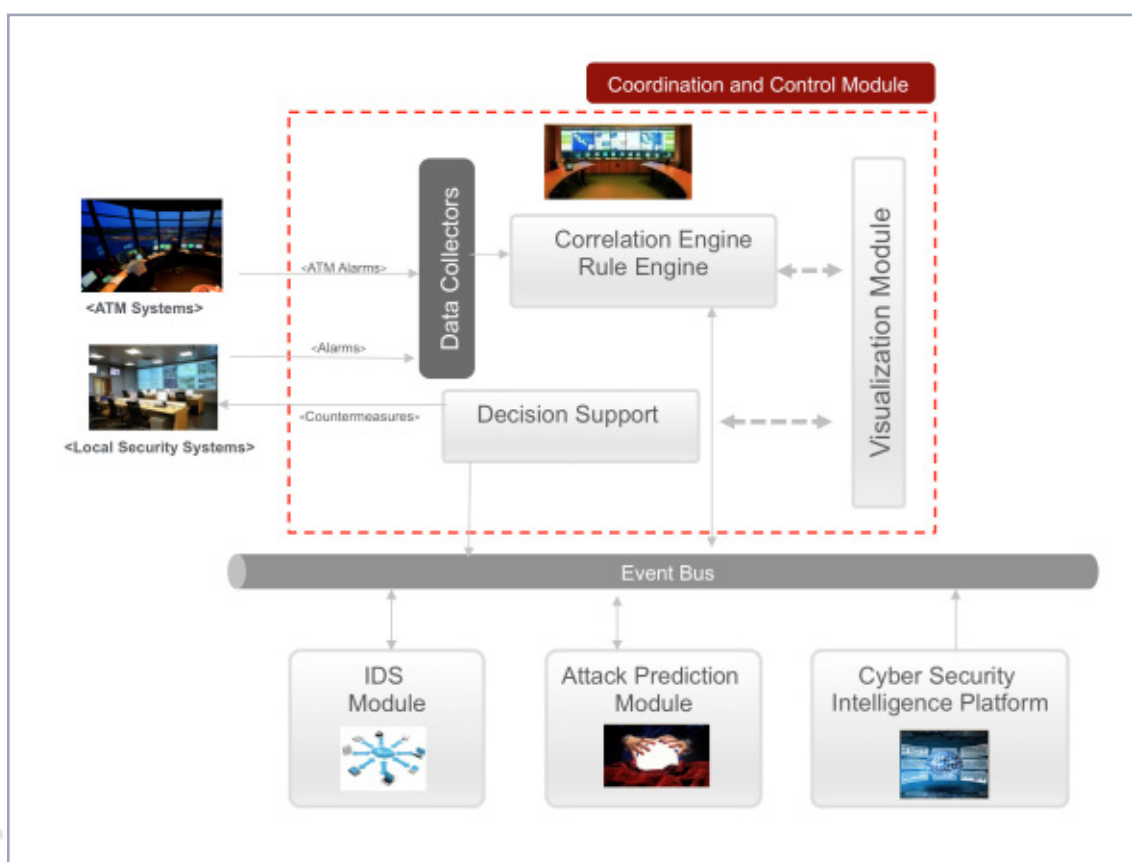 Coordination and Control Module
Data Collectors
Correlation Engine
Rule Engine
Visualization Module
<ATM Alarms>
<ATM Systems>
<Alarms>
<Countermeasures>
Decision Support
<Local Security Systems>
Event Bus
IDS
Module
Attack Prediction
Module
Cyber Security
Intelligence Platform